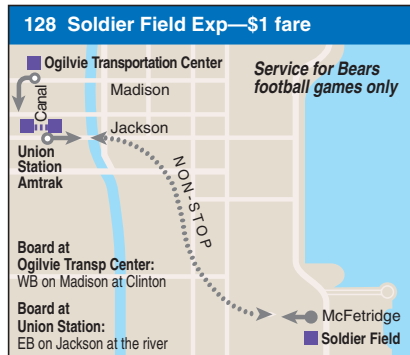 128 Soldier Field Exp—$1 fare
Ogilvie Transportation Center
Service for Bears
football games only
Madison
Canal
Jackson
Union
Station
Amtrak
NON-STOP
Board at
Ogilvie Transp Center:
WB on Madison at Clinton
Board at
Union Station:
EB on Jackson at the river
McFetridge
Soldier Field